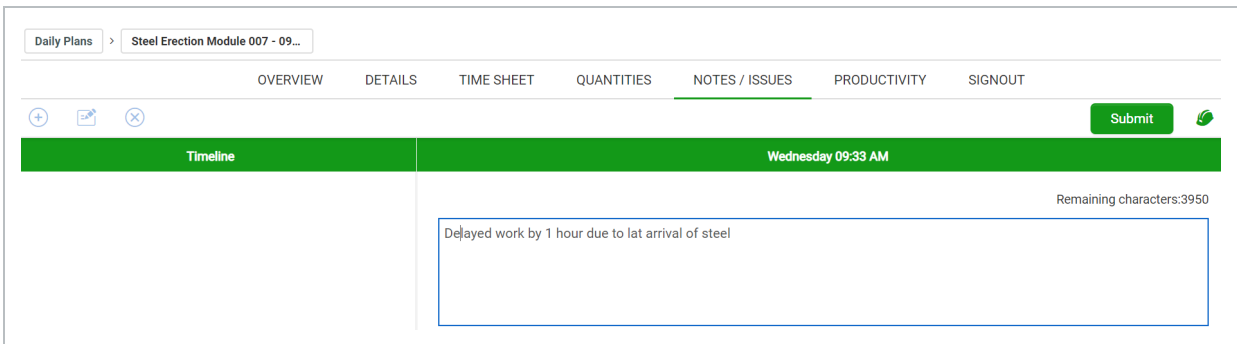 Daily Plans > Steel Erection Module 007 - 09...
OVERVIEW DETAILS TIME SHEET QUANTITIES NOTES / ISSUES PRODUCTIVITY SIGNOUT
Submit
Timeline Wednesday 09:33 AM
Remaining characters:3950
Delayed work by 1 hour due to lat arrival of steel